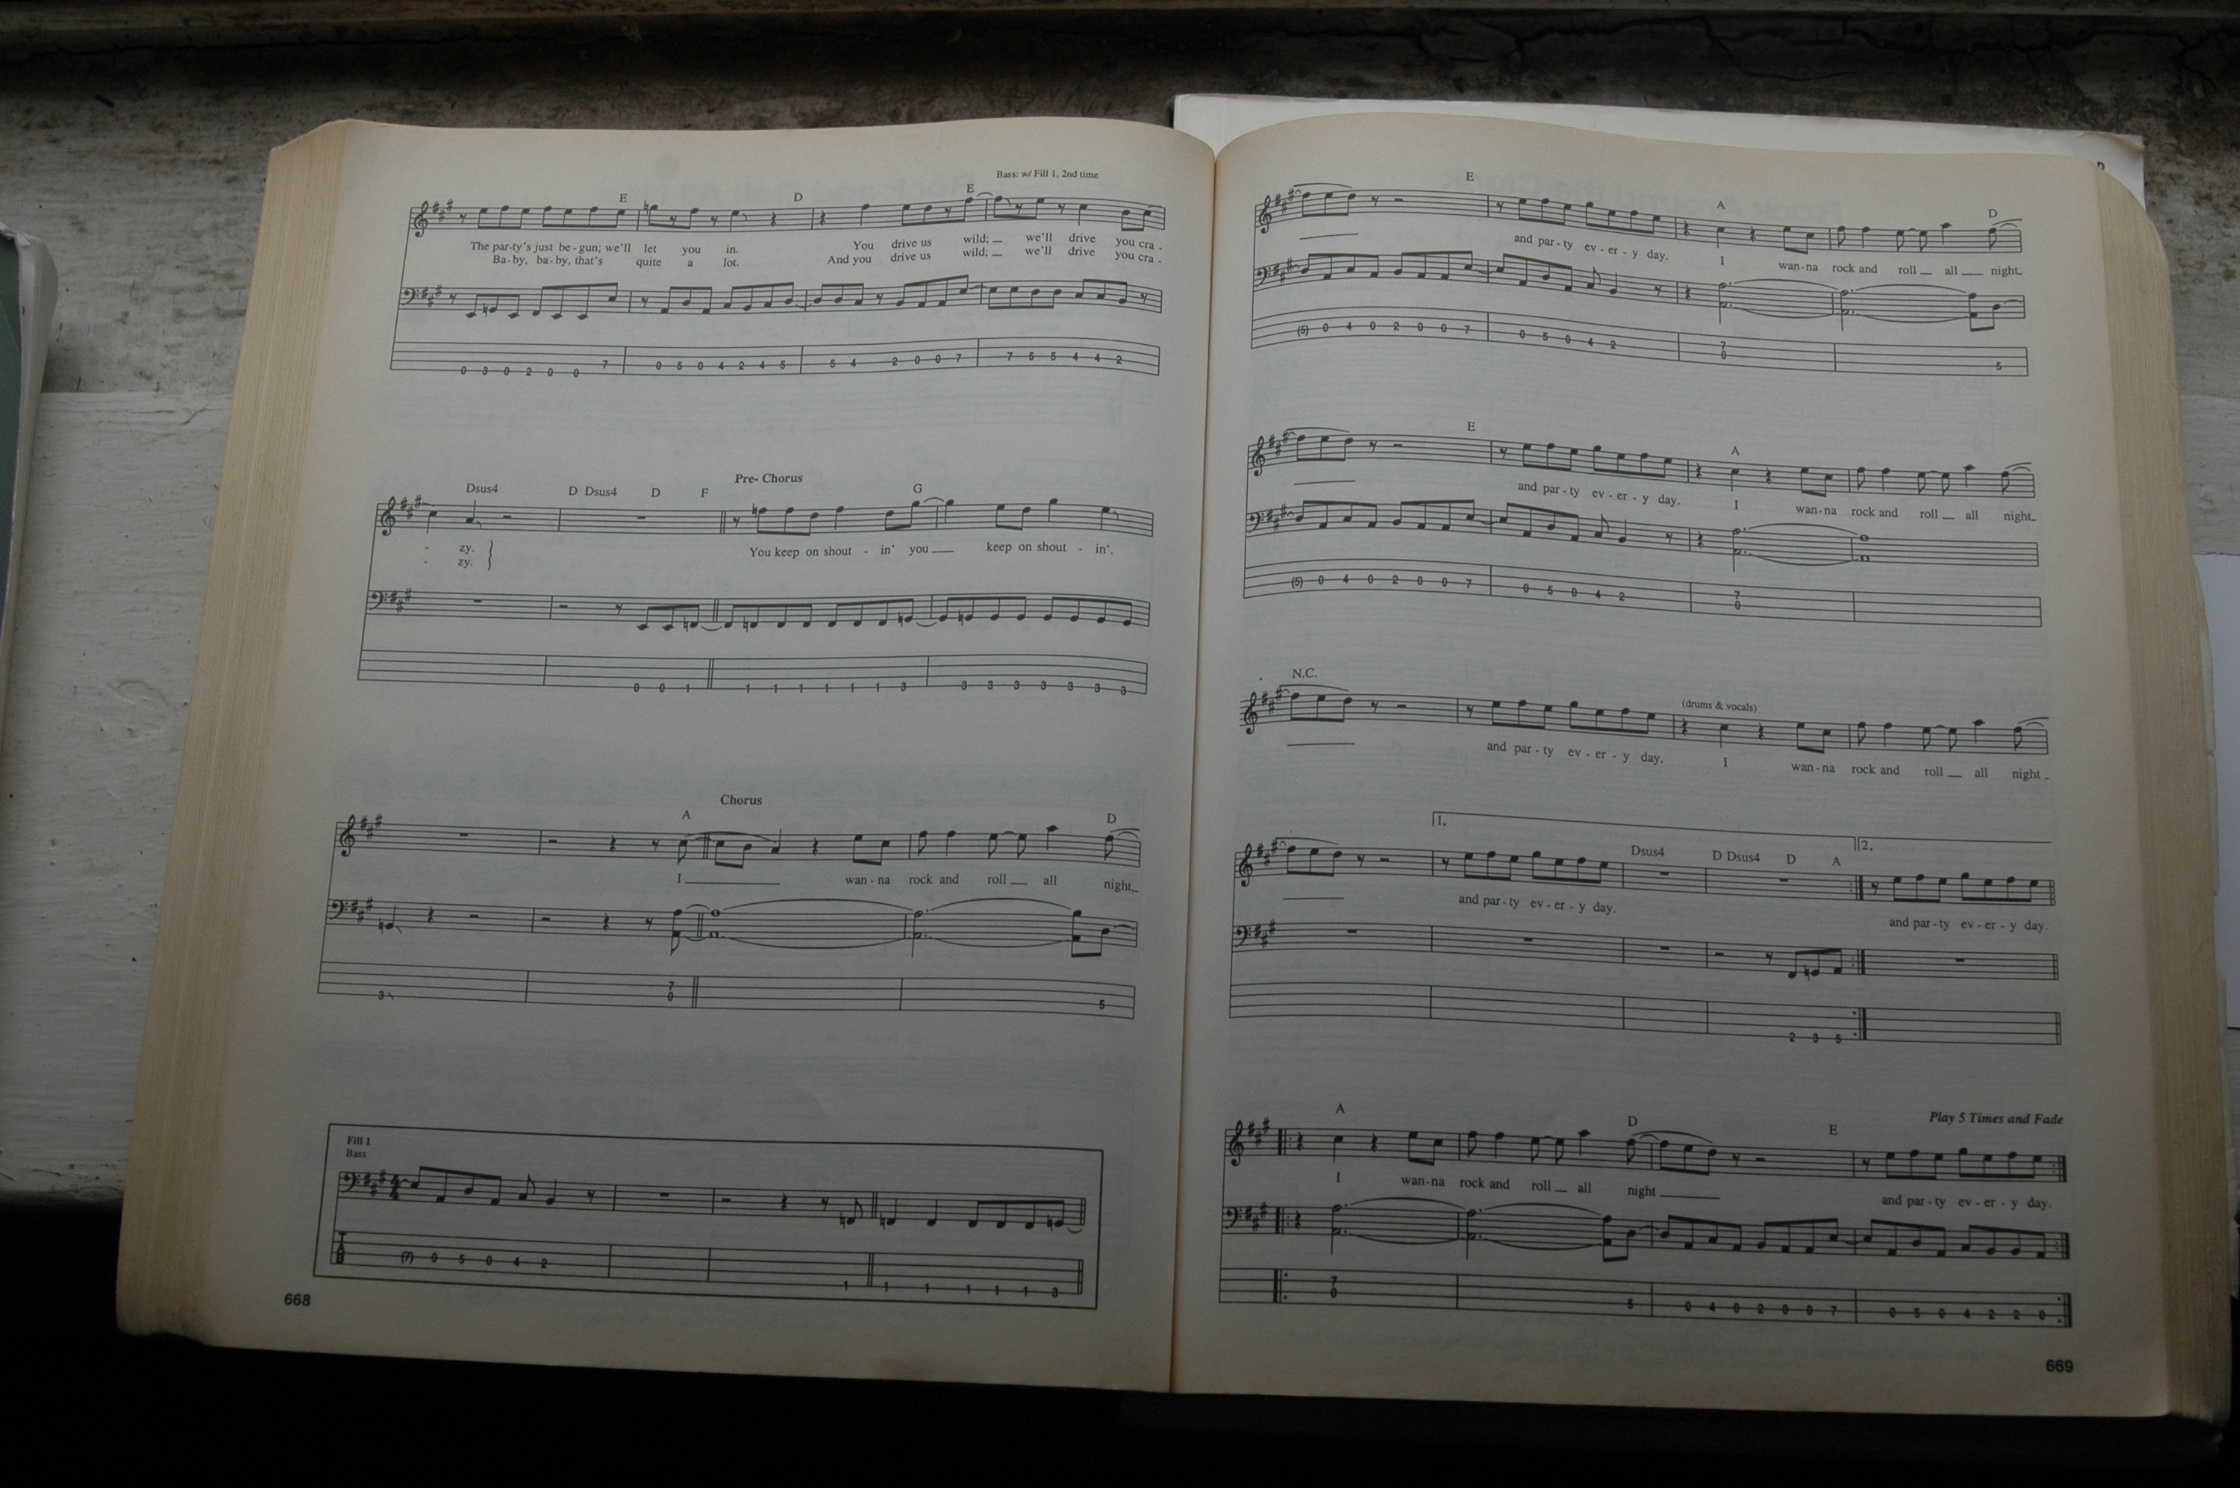 Bass: w/ Fill 1, 2nd time
E D E
The par-ty's just be - gun; we'll let you in. You drive us wild; we'll drive you cra -
Ba - by, ba - by, that's quite a lot. And you drive us wild; we'll drive you cra -
0 3 0 2 0 0 7 0 5 0 4 2 4 5 5 4 2 0 0 7 7 5 5 4 4 2
Pre- Chorus
Dsus4 D Dsus4 D F G
- zy. You keep on shout - in' you keep on shout - in'.
- zy.
0 0 1 1 1 1 1 1 1 3 3 3 3 3 3 3 3
Chorus
A D
I wan - na rock and roll all night
3 7 5
0
Fill 1
Bass
4
4
T
A
B
(7) 0 5 0 4 2 1 1 1 1 1 1 3
668
E A D
and par - ty ev - er - y day. I wan - na rock and roll all night
(5) 0 4 0 2 0 0 7 0 5 0 4 2 7 5
0
E A
and par - ty ev - er - y day. I wan - na rock and roll all night
(5) 0 4 0 2 0 0 7 0 5 0 4 2 7
0
N.C.
(drums & vocals)
and par - ty ev - er - y day. I wan - na rock and roll all night
1. 2.
Dsus4 D Dsus4 D A
and par - ty ev - er - y day. and par - ty ev - er - y day.
2 3 5
Play 5 Times and Fade
A D E
I wan - na rock and roll all night and par - ty ev - er - y day.
7 5 0 4 0 2 0 0 7 0 5 0 4 2 2 0
0
669